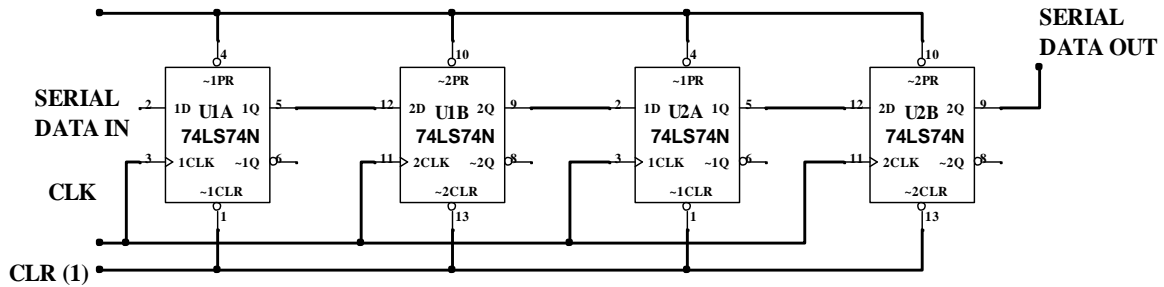 SERIAL
DATA OUT
4
10
4
10
~1PR
~2PR
~1PR
~2PR
SERIAL
DATA IN
2
1D
U1A
1Q
5
12
2D
U1B
2Q
9
2
1D
U2A
1Q
5
12
2D
U2B
2Q
9
74LS74N
74LS74N
74LS74N
74LS74N
3
1CLK
~1Q
6
11
2CLK
~2Q
8
3
1CLK
~1Q
6
11
2CLK
~2Q
8
CLK
~1CLR
~2CLR
~1CLR
~2CLR
1
13
1
13
CLR (1)